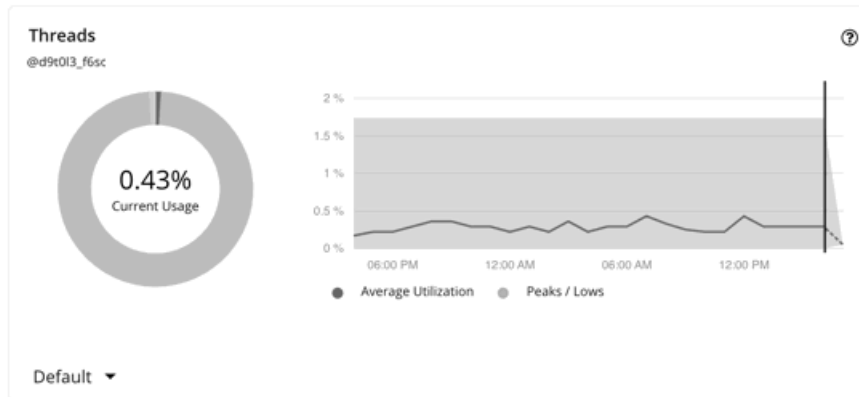 Threads
@d9t0l3_f6sc
0.43%
Current Usage
2 %
1.5 %
1 %
0.5 %
0 %
06:00 PM 12:00 AM 06:00 AM 12:00 PM
Average Utilization Peaks / Lows
Default